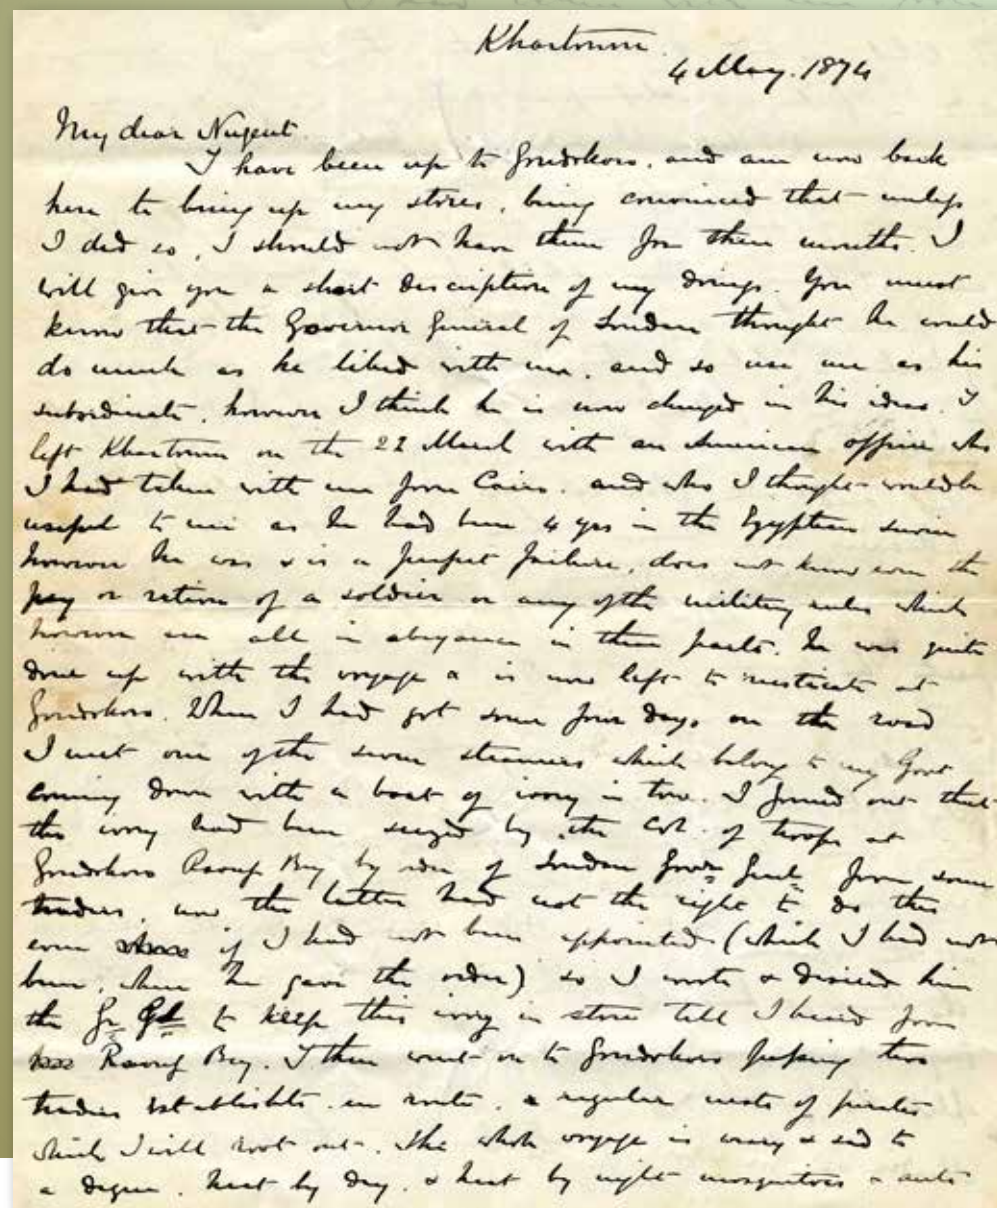 Khartoum.
4 May. 1874
My dear Nugent.
I have been up to Gondokoro, and am now back
here to bring up my stores, being convinced that unless
I did so, I should not have them for three months. I
will give you a short description of my doings. You must
know that the Governor General of Soudan thought he could
do much as he liked with me, and so use me as his
subordinate, however I think he is now changed in his ideas. I
left Khartoum on the 22 March with an American officer who
I had taken with me from Cairo, and who I thought would be
useful to me as he had been 4 yrs in the Egyptian service
however he was & is a perfect failure, does not know even the
pay or ration of a soldier or any of the military rules which
however are all in abeyance in these parts. he was quite
done up with the voyage & is now left to rusticate at
Gondokoro. When I had got some four days on the road
I met one of the seven steamers which belong to my Govt
coming down with a boat of ivory in tow. I found out that
this ivory had been seized by the Col. of troops at
Gondokoro Raouf Bey by order of Soudan Govr Genl from some
traders, now the latter had not the right to do this
even if I had not been appointed (which I had not
been, when he gave the order) so I wrote & desired him
the Gr Gl to keep this ivory in store till I heard from
Raouf Bey. I then went on to Gondokoro passing two
traders establishts en route, a regular nests of pirates
which I will root out. The whole voyage is weary & sad to
a degree. heat by day, & heat by night mosquitoes & ants